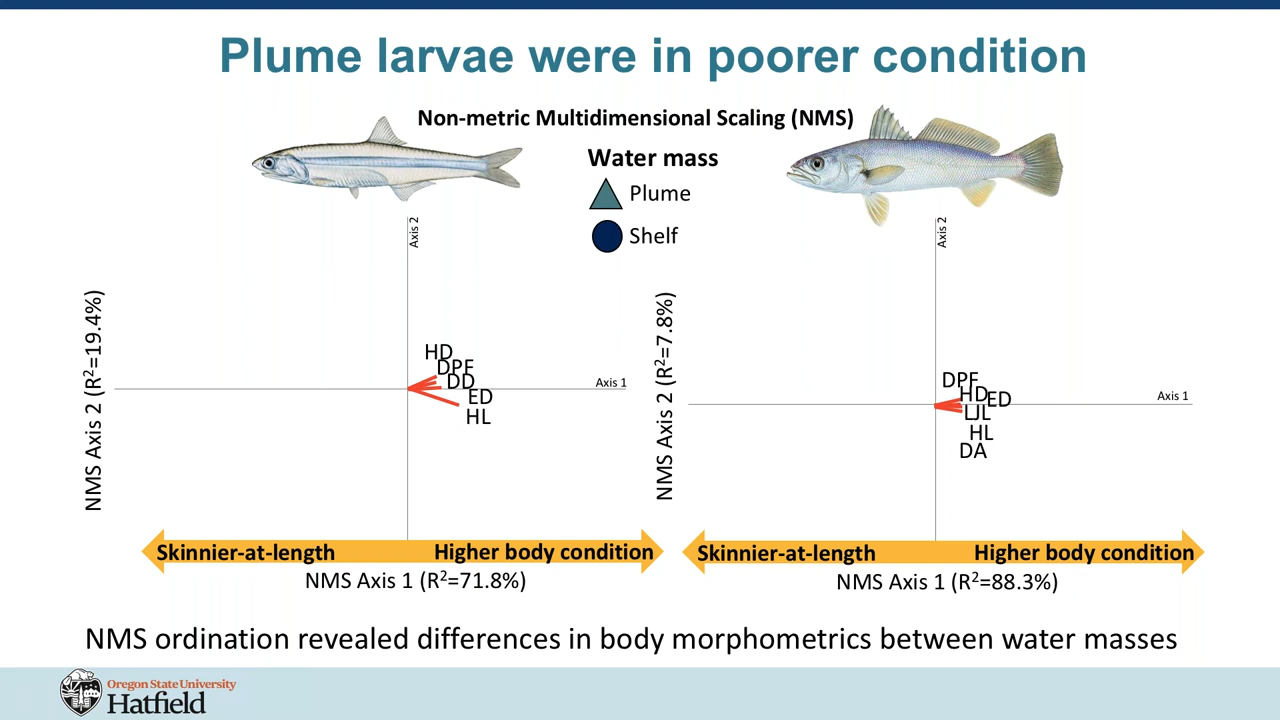 Plume larvae were in poorer condition
Non-metric Multidimensional Scaling (NMS)
Water mass
Plume
Shelf
Axis 2
HD
DPF
DD
ED
HL
Axis 1
NMS Axis 2 (R²=19.4%)
Skinnier-at-length
Higher body condition
NMS Axis 1 (R²=71.8%)
Axis 2
DPF
HD
ED
LJL
HL
DA
Axis 1
NMS Axis 2 (R²=7.8%)
Skinnier-at-length
Higher body condition
NMS Axis 1 (R²=88.3%)
NMS ordination revealed differences in body morphometrics between water masses
Oregon State University
Hatfield